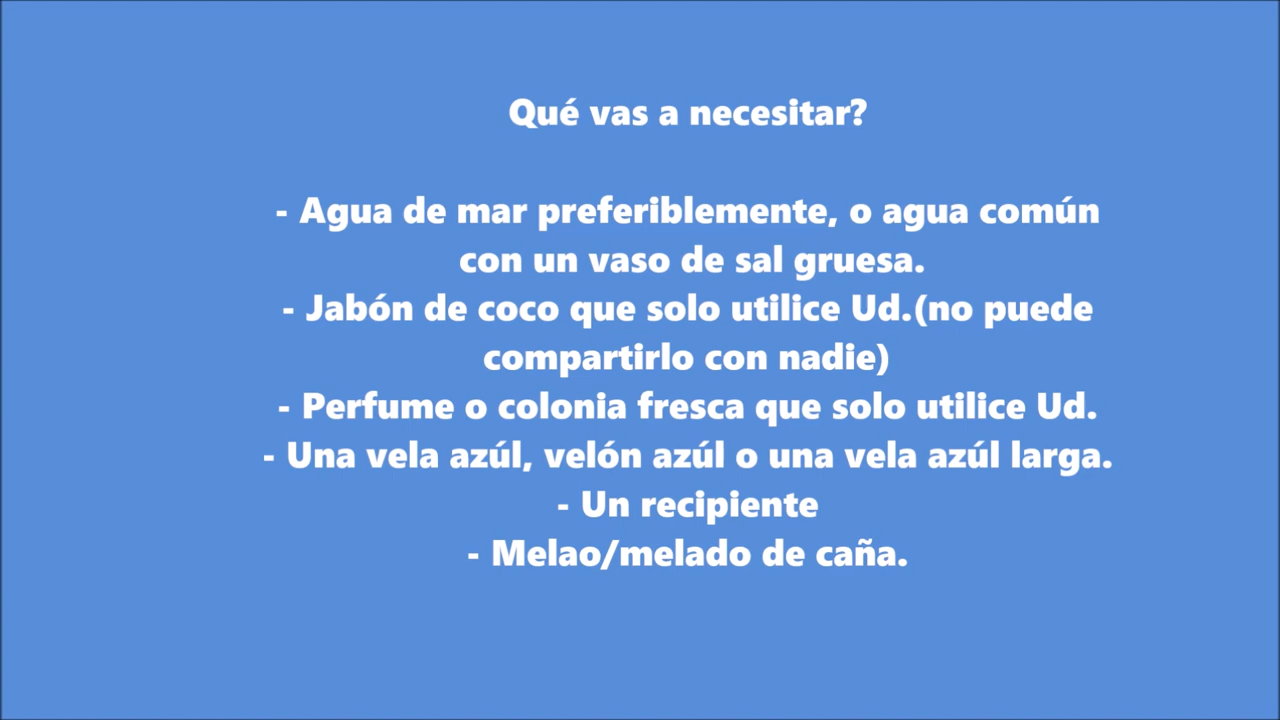 Qué vas a necesitar?
- Agua de mar preferiblemente, o agua común
con un vaso de sal gruesa.
- Jabón de coco que solo utilice Ud.(no puede
compartirlo con nadie)
- Perfume o colonia fresca que solo utilice Ud.
- Una vela azúl, velón azúl o una vela azúl larga.
- Un recipiente
- Melao/melado de caña.